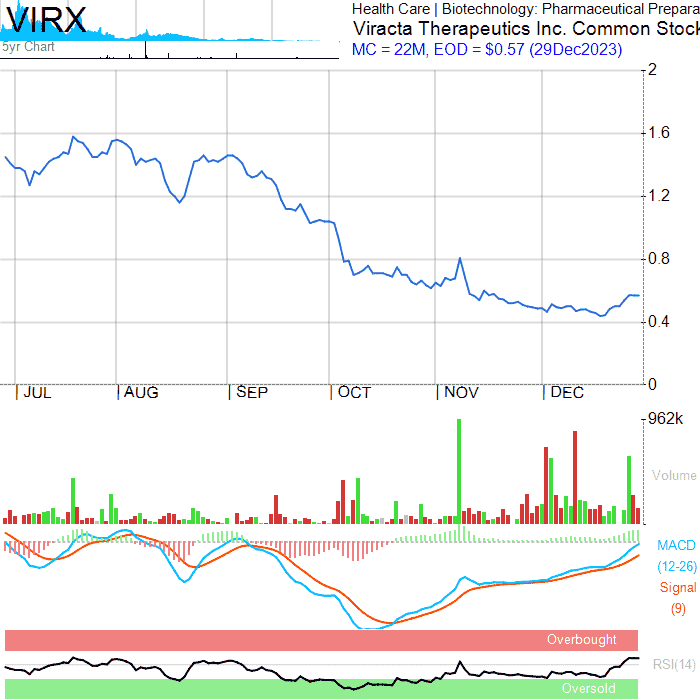 VIRX
5yr Chart
Health Care | Biotechnology: Pharmaceutical Prepara
Viracta Therapeutics Inc. Common Stock
MC = 22M, EOD = $0.57 (29Dec2023)
2
1.6
1.2
0.8
0.4
0
| JUL | AUG | SEP | OCT | NOV | DEC
962k
Volume
MACD
(12-26)
Signal
(9)
Overbought
RSI(14)
Oversold